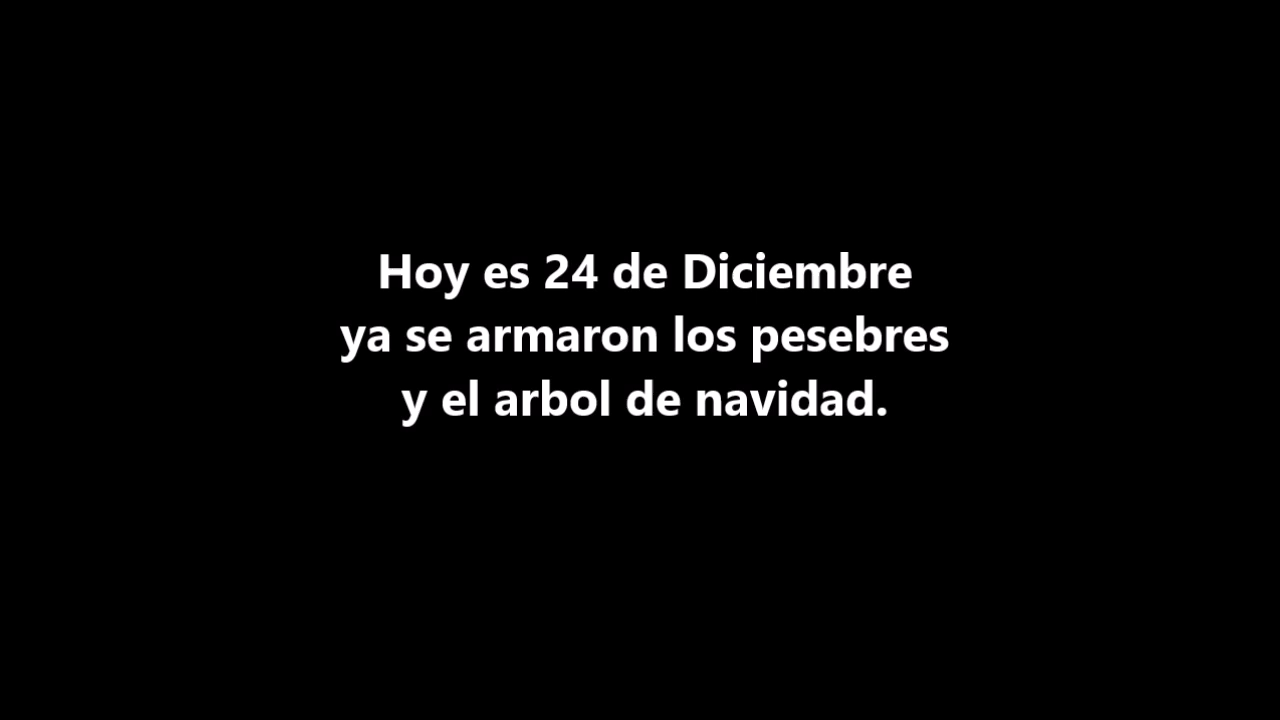 Hoy es 24 de Diciembre
ya se armaron los pesebres
y el arbol de navidad.